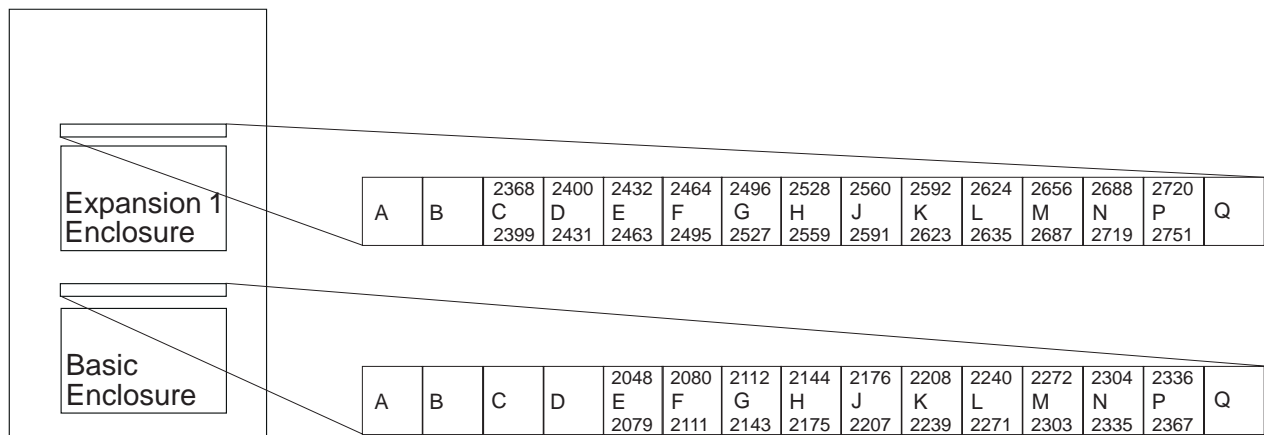 Expansion 1
Enclosure
2368 2400 2432 2464 2496 2528 2560 2592 2624 2656 2688 2720
A B C D E F G H J K L M N P Q
2399 2431 2463 2495 2527 2559 2591 2623 2635 2687 2719 2751
Basic
Enclosure
2048 2080 2112 2144 2176 2208 2240 2272 2304 2336
A B C D E F G H J K L M N P Q
2079 2111 2143 2175 2207 2239 2271 2303 2335 2367